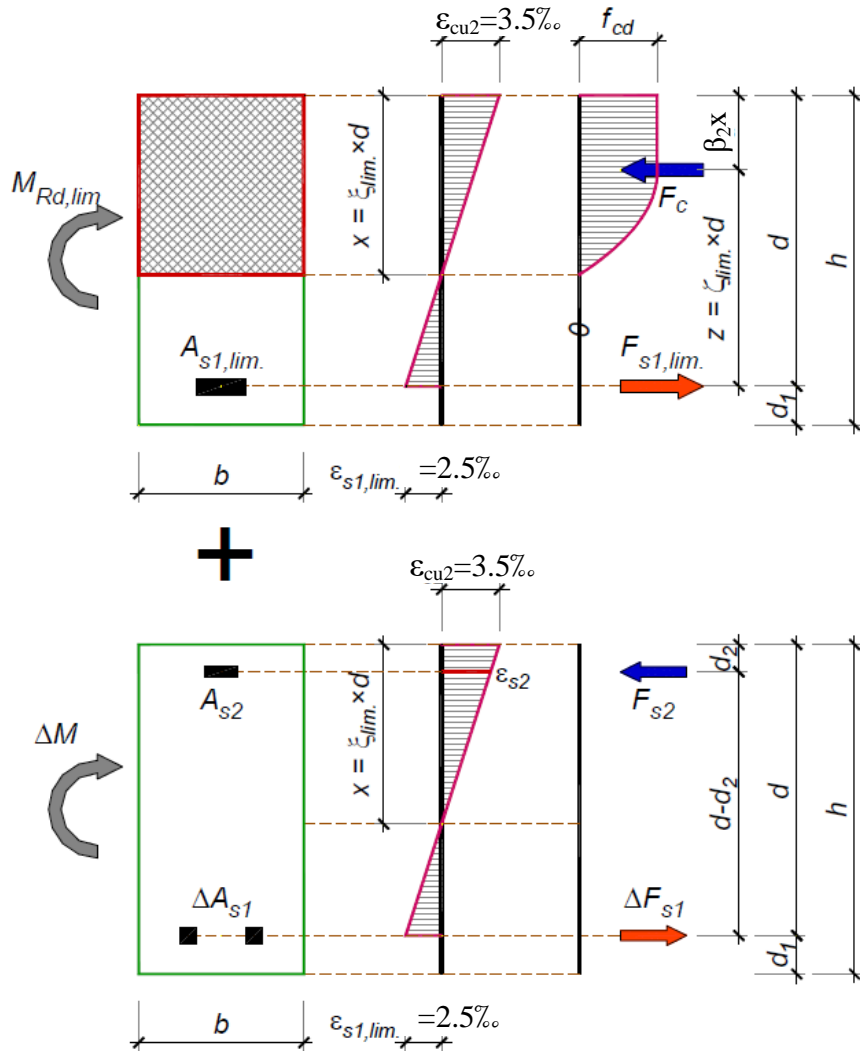 εcu2=3.5‰
fcd
MRd,lim
x = ξlim.×d
β2x
Fc
z = ζlim.×d
d
h
0
As1,lim.
Fs1,lim.
d1
b
εs1,lim. =2.5‰
+
εcu2=3.5‰
As2
εs2
Fs2
d2
ΔM
x = ξlim.×d
d-d2
d
h
ΔAs1
ΔFs1
d1
b
εs1,lim. =2.5‰